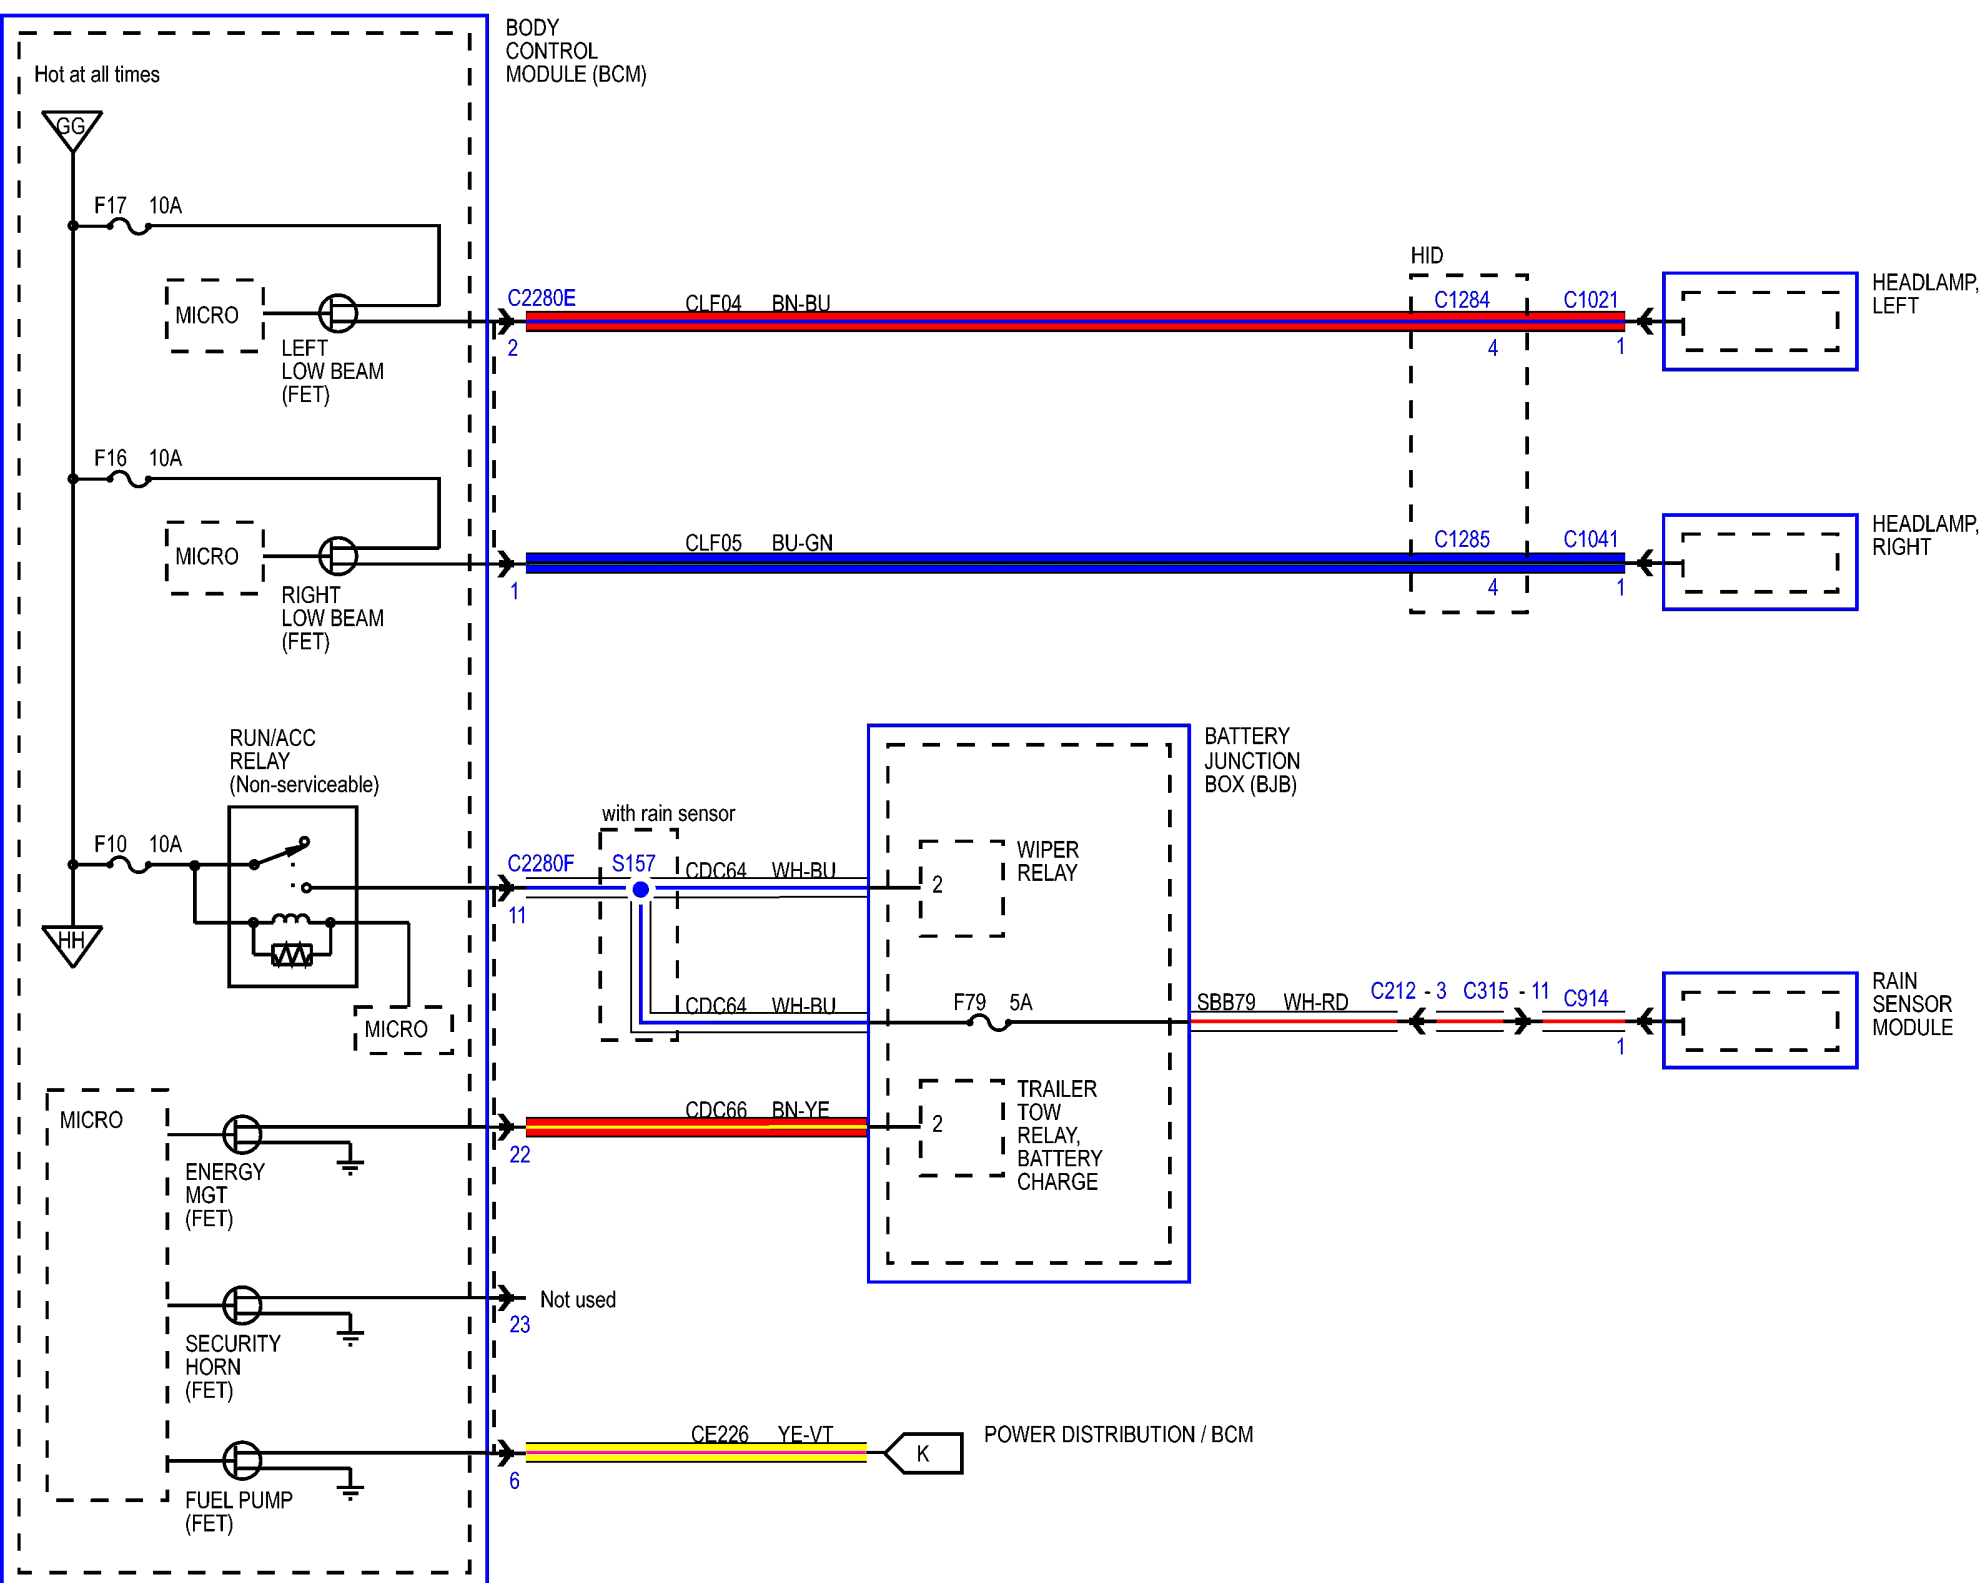 BODY
CONTROL
MODULE (BCM)
Hot at all times
GG
F17 10A
MICRO
LEFT
LOW BEAM
(FET)
C2280E
2
CLF04 BN-BU
HID
C1284
4
C1021
1
HEADLAMP,
LEFT
F16 10A
MICRO
RIGHT
LOW BEAM
(FET)
1
CLF05 BU-GN
C1285
4
C1041
1
HEADLAMP,
RIGHT
RUN/ACC
RELAY
(Non-serviceable)
F10 10A
HH
MICRO
C2280F
11
with rain sensor
S157
CDC64 WH-BU
BATTERY
JUNCTION
BOX (BJB)
2
WIPER
RELAY
CDC64 WH-BU
F79 5A
SBB79 WH-RD
C212 - 3
C315 - 11
C914
1
RAIN
SENSOR
MODULE
MICRO
ENERGY
MGT
(FET)
22
CDC66 BN-YE
2
TRAILER
TOW
RELAY,
BATTERY
CHARGE
SECURITY
HORN
(FET)
23
Not used
FUEL PUMP
(FET)
6
CE226 YE-VT
K
POWER DISTRIBUTION / BCM